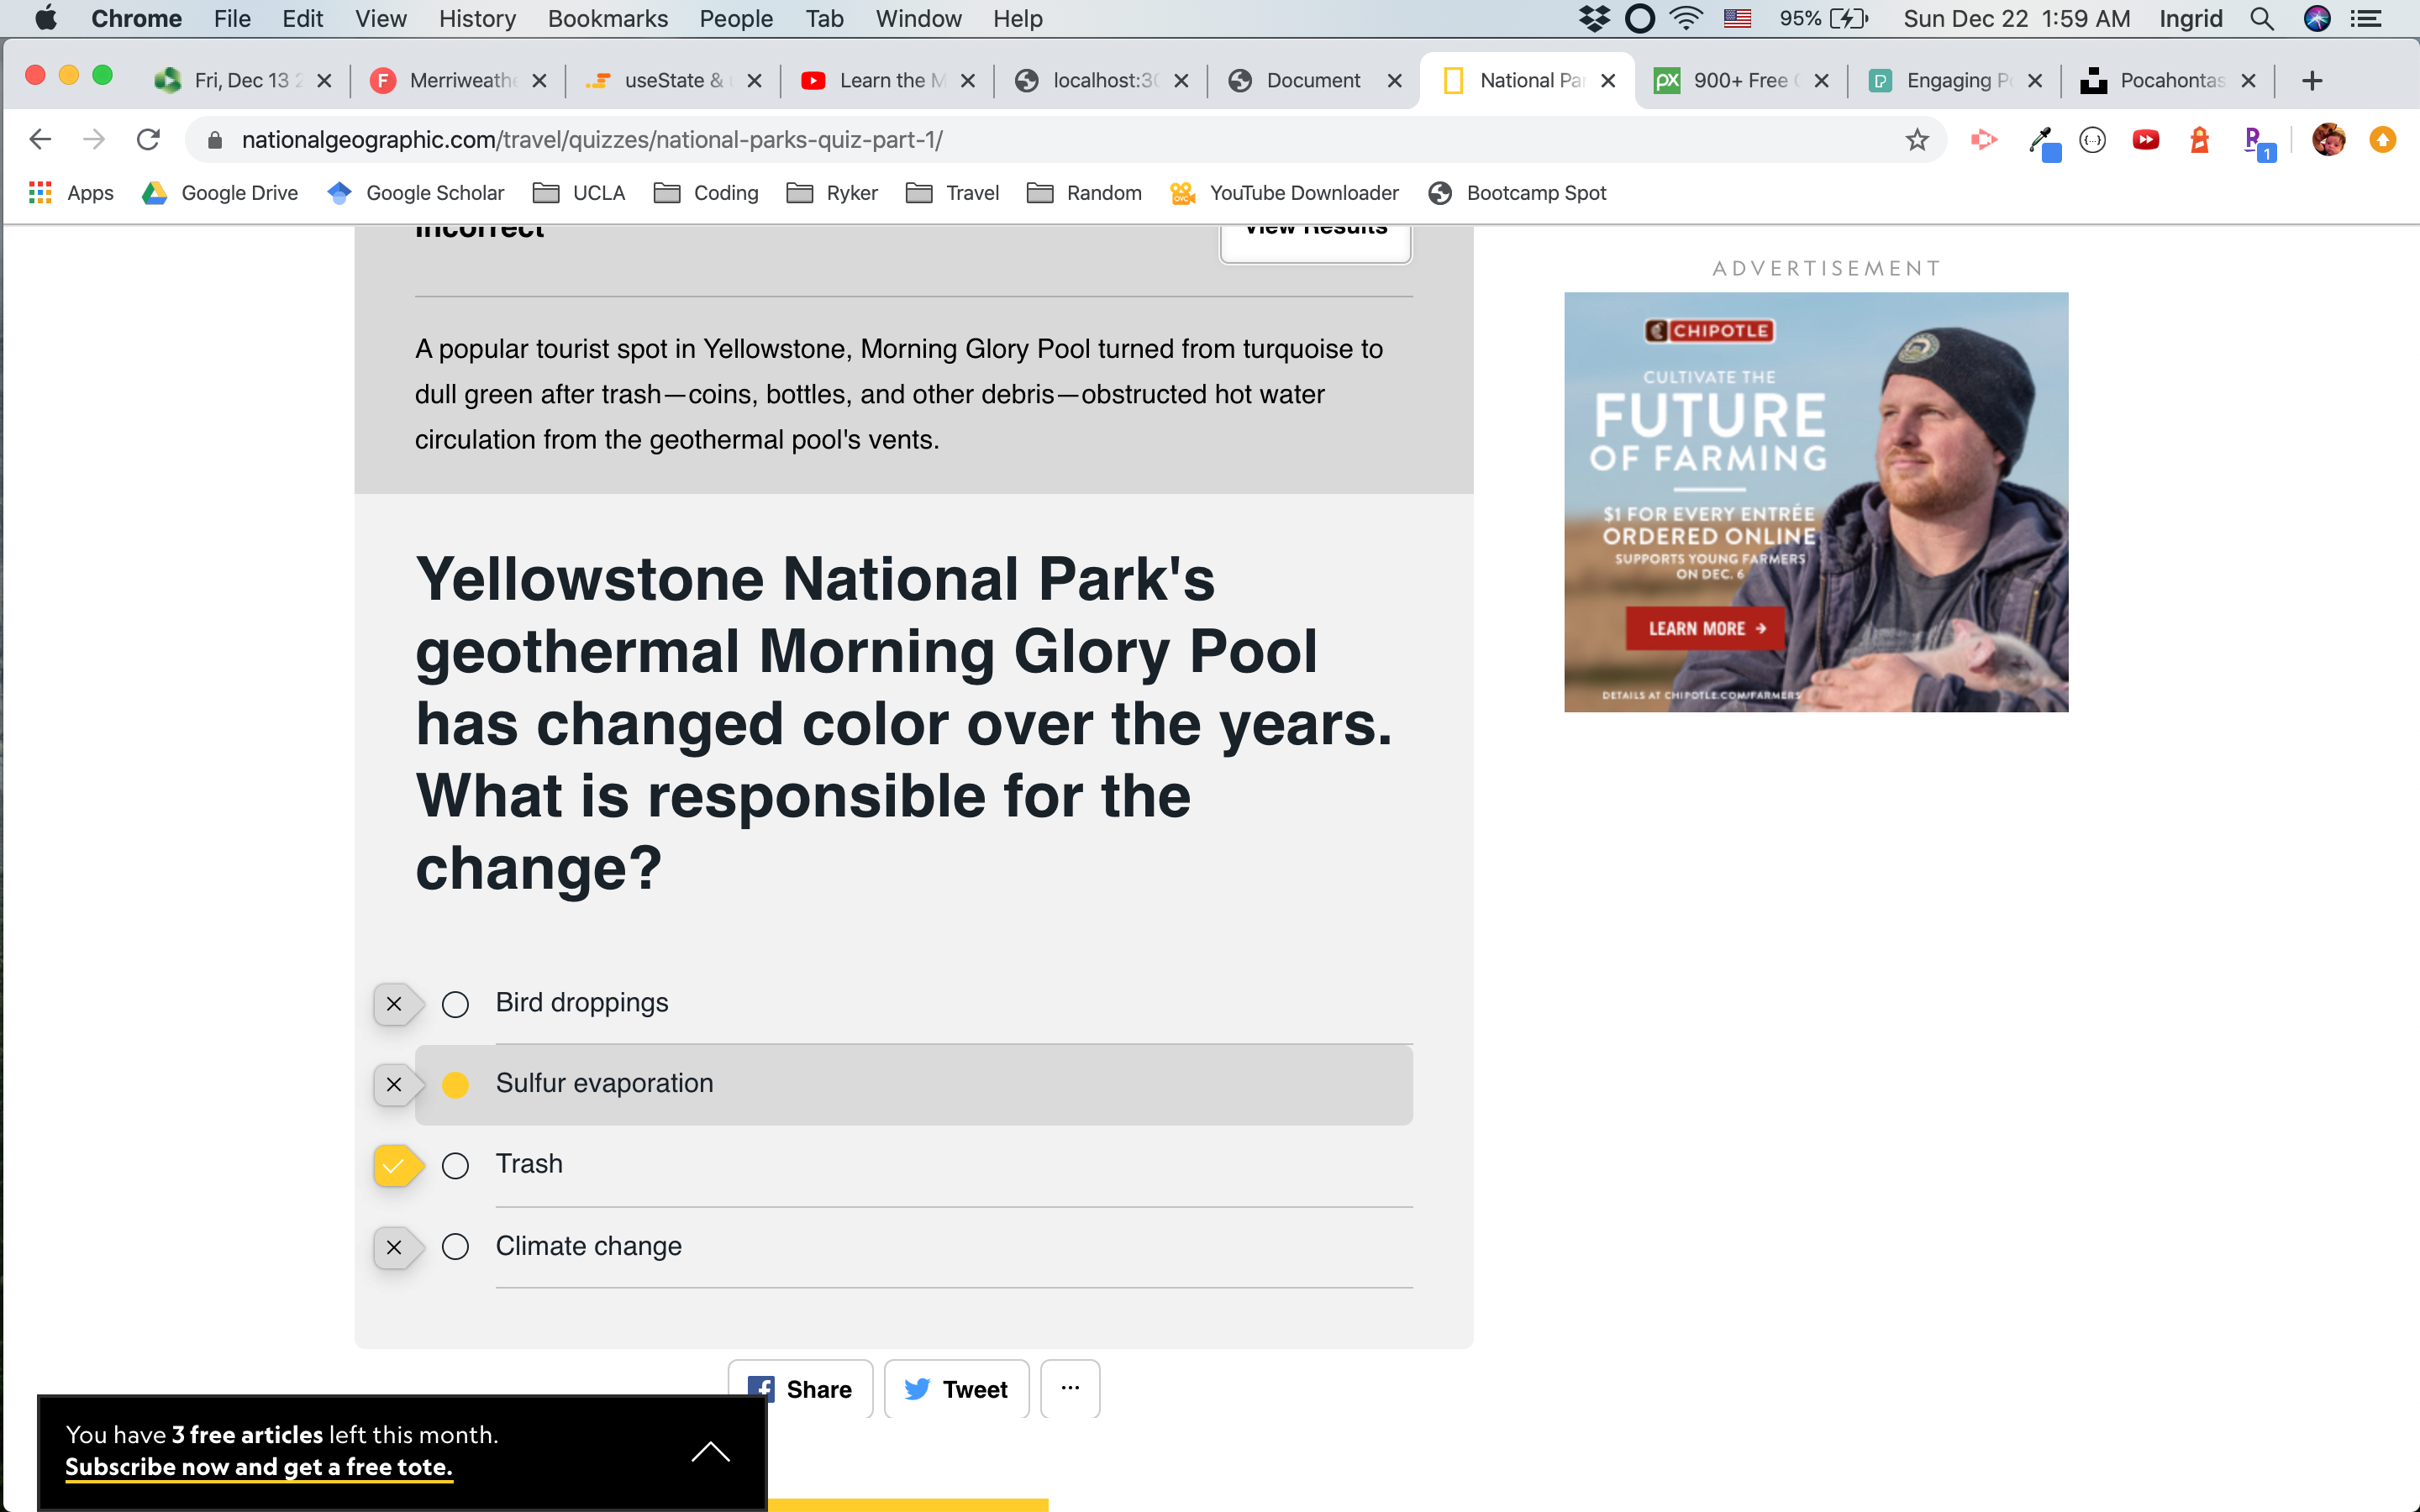 Chrome File Edit View History Bookmarks People Tab Window Help 95% Sun Dec 22 1:59 AM Ingrid
Fri, Dec 13 Merriweathe useState & Learn the M localhost:30 Document National Par 900+ Free Engaging P Pocahontas
nationalgeographic.com/travel/quizzes/national-parks-quiz-part-1/
1
Apps Google Drive Google Scholar UCLA Coding Ryker Travel Random YouTube Downloader Bootcamp Spot
Incorrect View Results
A popular tourist spot in Yellowstone, Morning Glory Pool turned from turquoise to
dull green after trash—coins, bottles, and other debris—obstructed hot water
circulation from the geothermal pool's vents.
Yellowstone National Park's
geothermal Morning Glory Pool
has changed color over the years.
What is responsible for the
change?
Bird droppings
Sulfur evaporation
Trash
Climate change
Share Tweet ...
You have 3 free articles left this month.
Subscribe now and get a free tote.
ADVERTISEMENT
CHIPOTLE
CULTIVATE THE
FUTURE
OF FARMING
$1 FOR EVERY ENTRÉE
ORDERED ONLINE
SUPPORTS YOUNG FARMERS
ON DEC. 6
LEARN MORE
DETAILS AT CHIPOTLE.COM/FARMERS